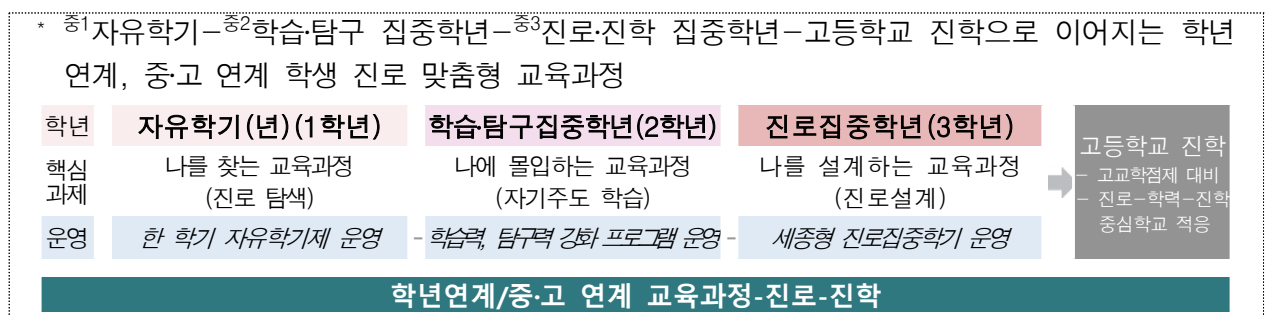 * 중1자유학기-중2학습·탐구 집중학년-중3진로·진학 집중학년-고등학교 진학으로 이어지는 학년
연계, 중·고 연계 학생 진로 맞춤형 교육과정
학년 자유학기(년)(1학년) 학습·탐구집중학년(2학년) 진로집중학년(3학년)
핵심 과제
나를 찾는 교육과정 (진로 탐색)
나에 몰입하는 교육과정 (자기주도 학습)
나를 설계하는 교육과정 (진로설계)
운영 한 학기 자유학기제 운영 - 학습력, 탐구력 강화 프로그램 운영 - 세종형 진로집중학기 운영
고등학교 진학
- 고교학점제 대비
- 진로-학력-진학
중심학교 적응
학년연계/중·고 연계 교육과정-진로-진학